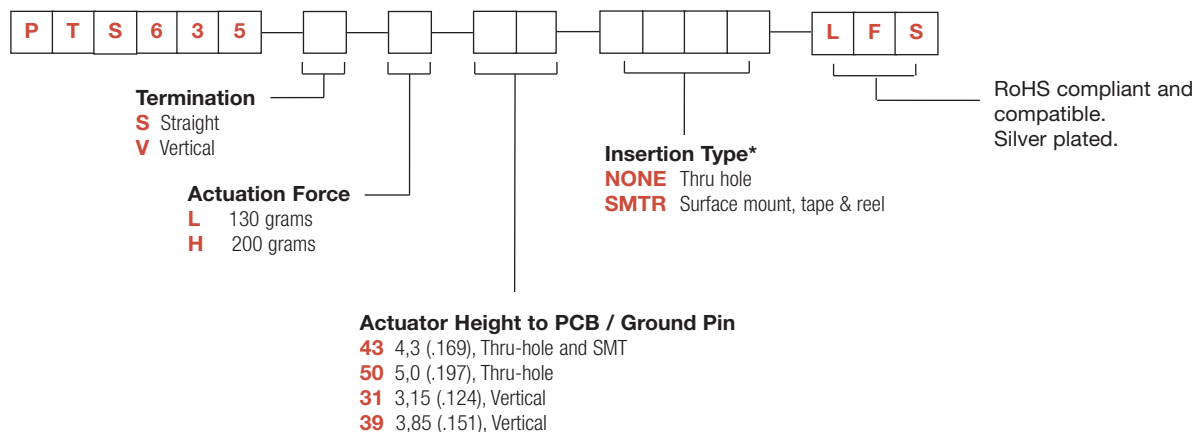 P T S 6 3 5 L F S
Termination
S Straight
V Vertical
Actuation Force
L 130 grams
H 200 grams
Actuator Height to PCB / Ground Pin
43 4,3 (.169), Thru-hole and SMT
50 5,0 (.197), Thru-hole
31 3,15 (.124), Vertical
39 3,85 (.151), Vertical
Insertion Type*
NONE Thru hole
SMTR Surface mount, tape & reel
RoHS compliant and
compatible.
Silver plated.